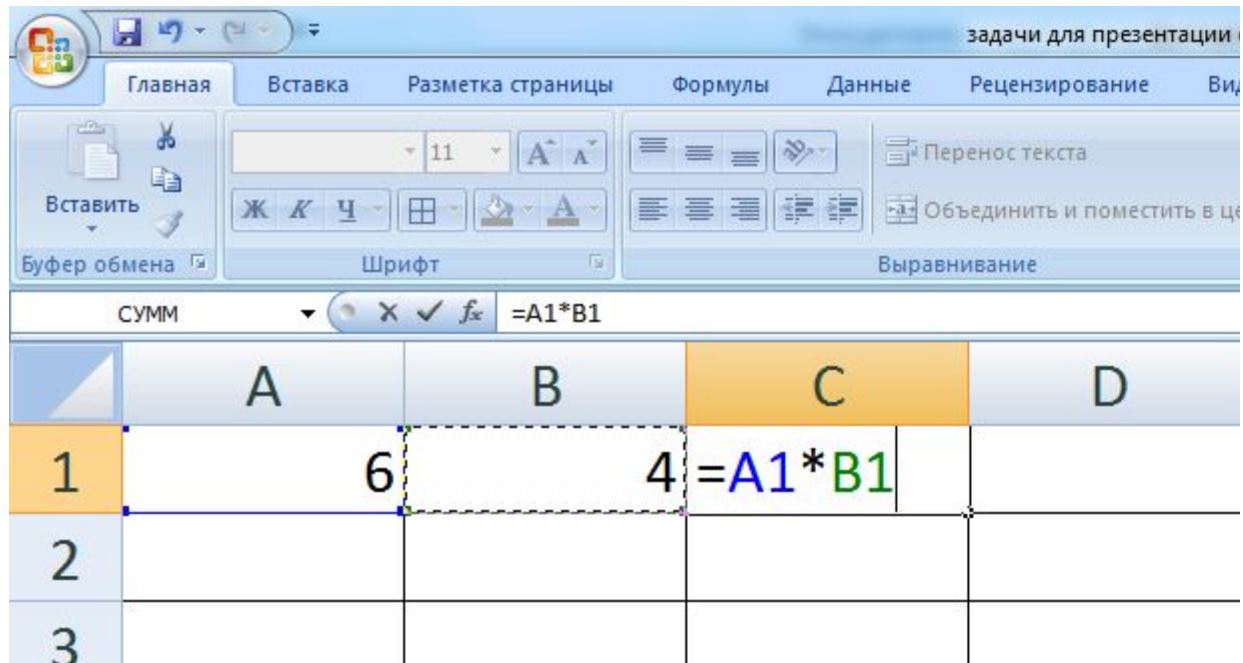 задачи для презентации
Главная Вставка Разметка страницы Формулы Данные Рецензирование
11 A A Перенос текста
Вставить Ж К Ч A Объединить и поместить в
Буфер обмена Шрифт Выравнивание
СУММ fx =A1*B1
A B C D
1 6 4 =A1*B1
2
3